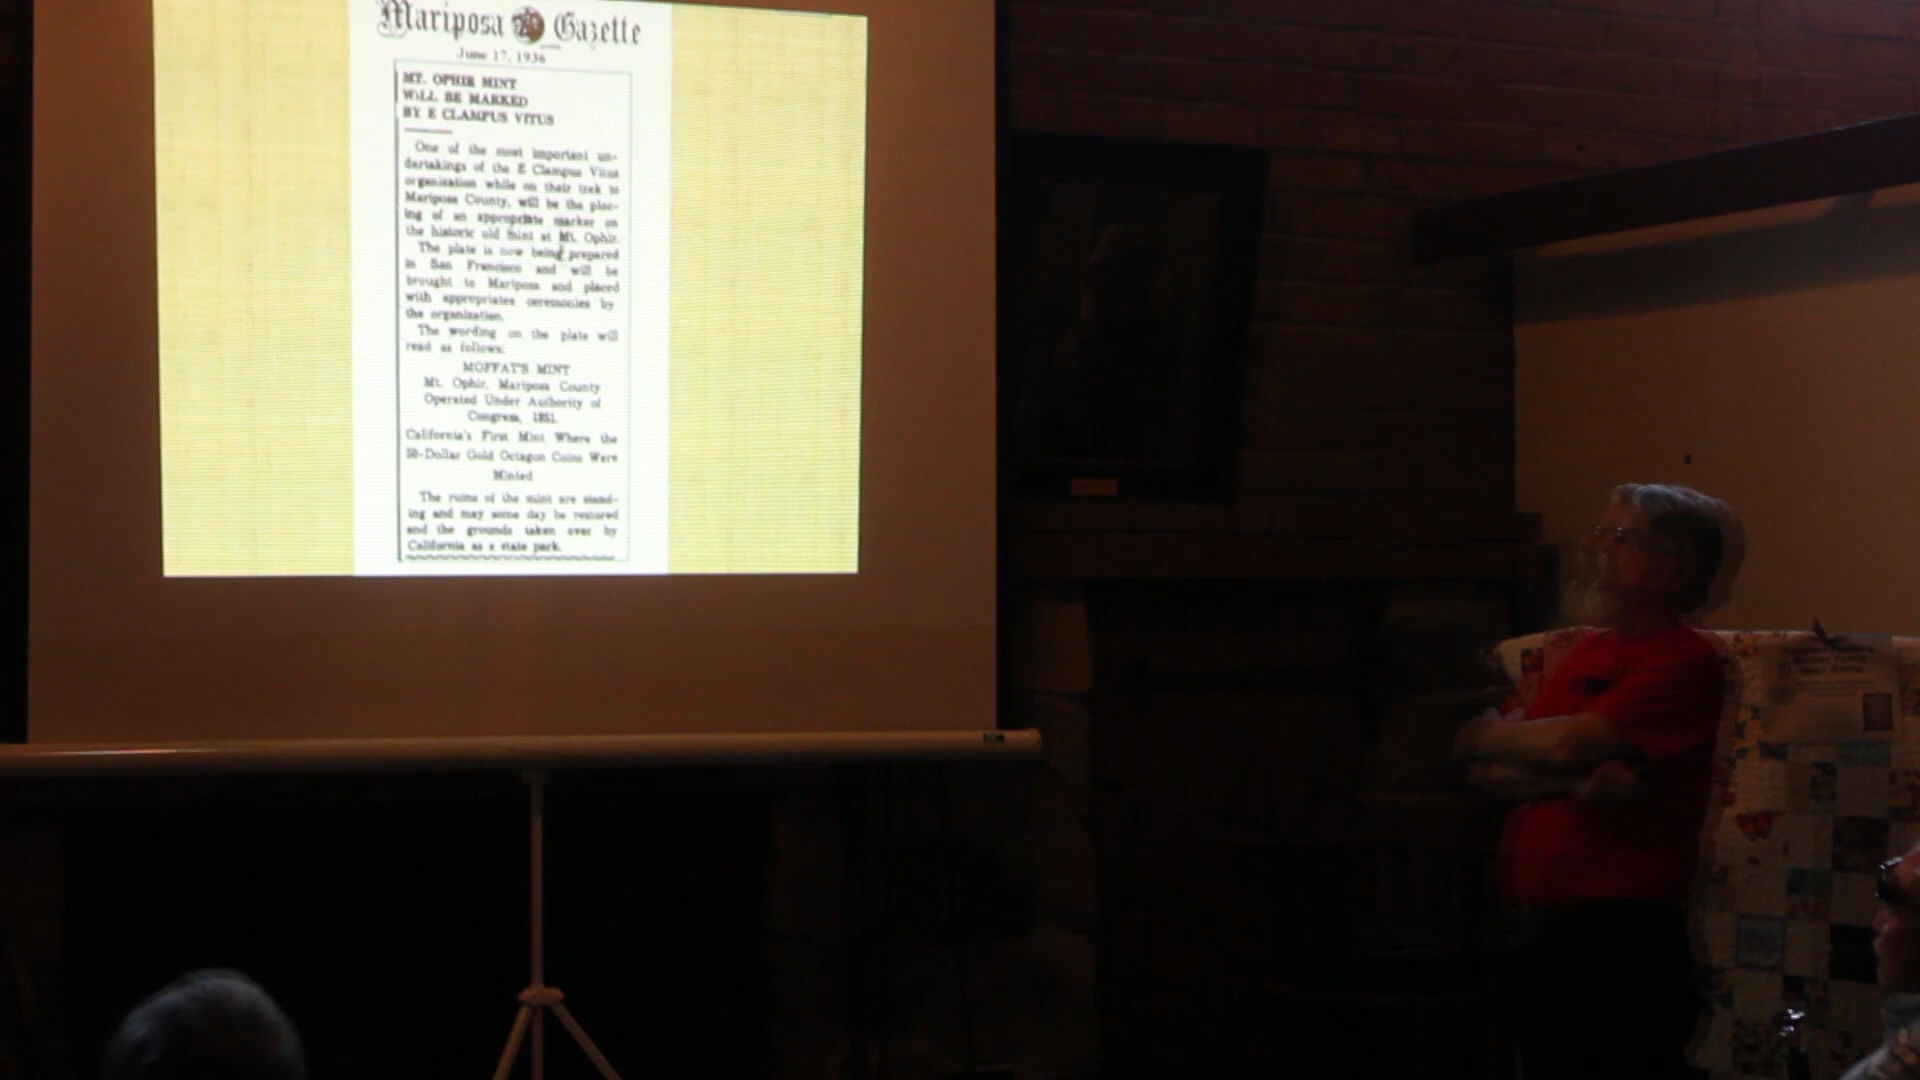 Mariposa Gazette
June 17, 1936
MT. OPHIR MINT
WILL BE MARKED
BY E CLAMPUS VITUS
One of the most important un-
dertakings of the E Clampus Vitus
organization while on their trek to
Mariposa County, will be the plac-
ing of an appropriate marker on
the historic old mint at Mt. Ophir.
The plate is now being prepared
in San Francisco and will be
brought to Mariposa and placed
with appropriates ceremonies by
the organization.
The wording on the plate will
read as follows:
MOFFAT'S MINT
Mt. Ophir, Mariposa County
Operated Under Authority of
Congress, 1851.
California's First Mint Where the
50-Dollar Gold Octagon Coins Were
Minted
The ruins of the mint are stand-
ing and may some day be restored
and the grounds taken over by
California as a state park.